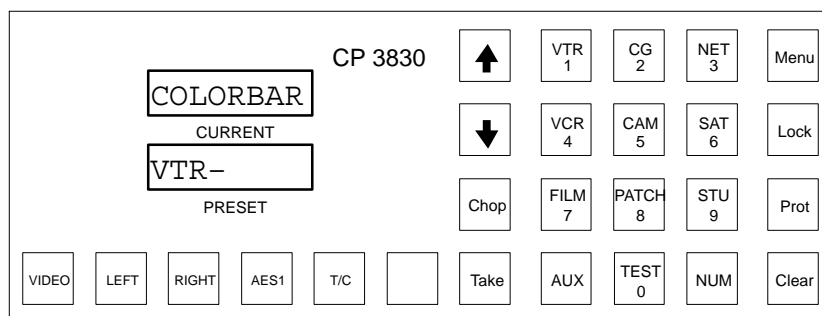 CP 3830
COLORBAR
CURRENT
VTR-
PRESET
VTR
1
CG
2
NET
3
Menu
VCR
4
CAM
5
SAT
6
Lock
Chop
FILM
7
PATCH
8
STU
9
Prot
VIDEO
LEFT
RIGHT
AES1
T/C
Take
AUX
TEST
0
NUM
Clear